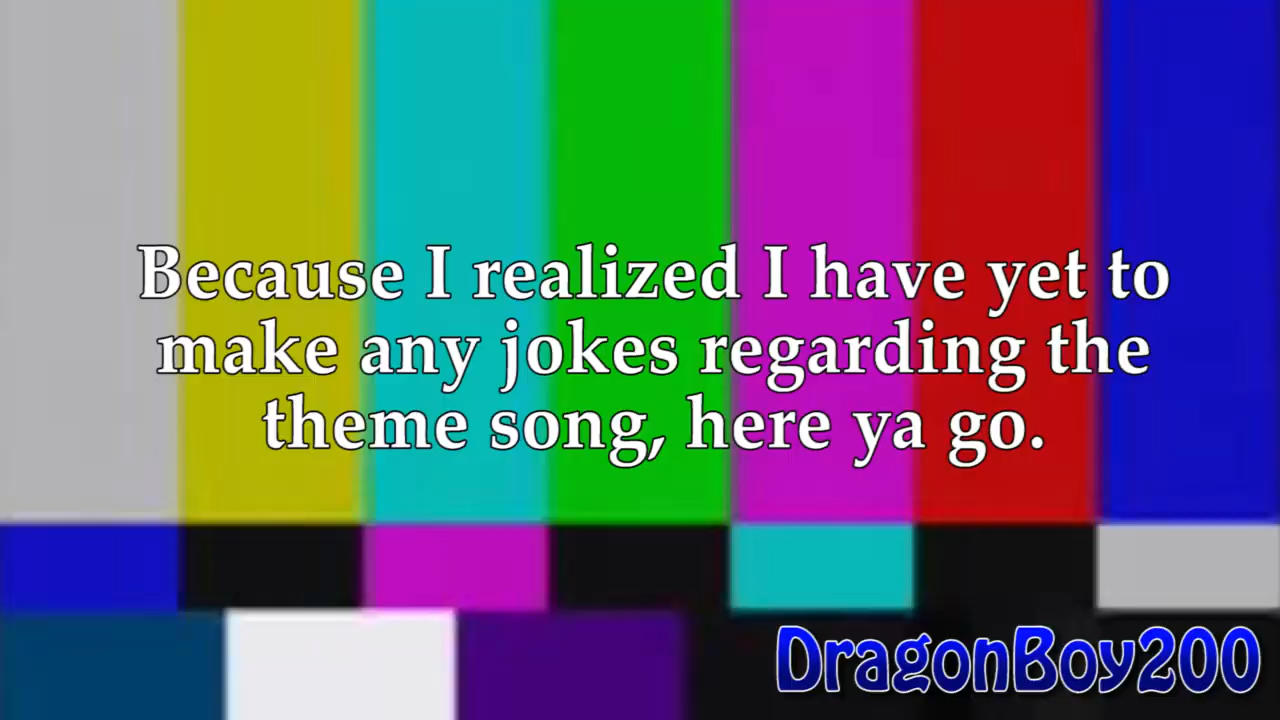 Because I realized I have yet to
make any jokes regarding the
theme song, here ya go.
DragonBoy200